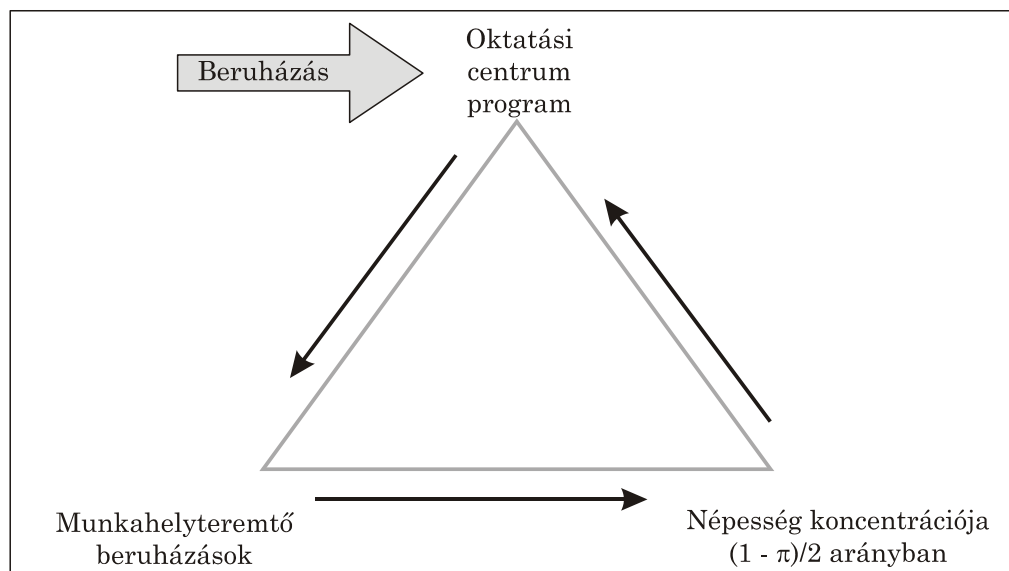 Beruházás
Oktatási
centrum
program
Munkahelyteremtő
beruházások
Népesség koncentrációja
(1 - π)/2 arányban